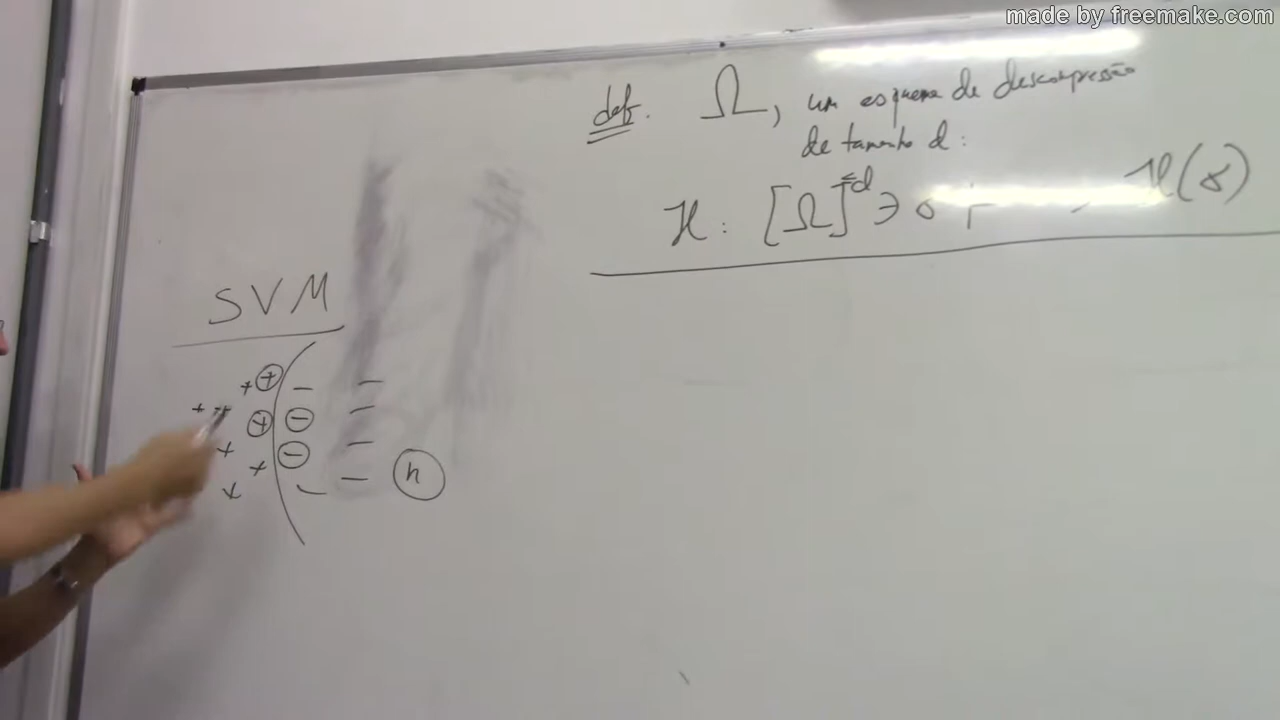 made by freemake.com
def. Ω, um esquema de descompressão
de tamanho d:
ℋ: [Ω]^{≤d} ∋ σ ↦ ℋ(σ)
SVM
+ ⊕ − −
+ + ⊕ ⊖ −
+ + ⊖ −
+ − − n